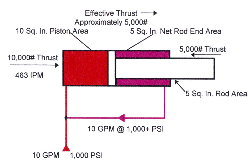 Effective Thrust
Approximately 5,000#
10 Sq. In. Piston Area
5 Sq. In. Net Rod End Area
10,000# Thrust
5,000# Thrust
463 IPM
5 Sq. In. Rod Area
10 GPM @ 1,000+ PSI
10 GPM 1,000 PSI